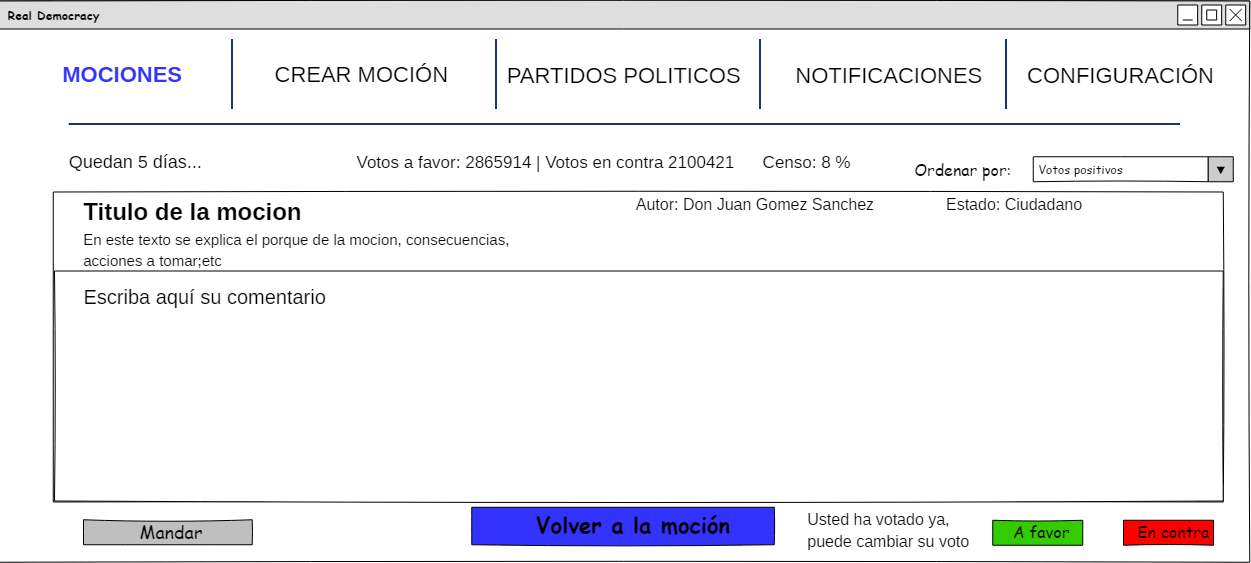 Real Democracy
MOCIONES
CREAR MOCIÓN
PARTIDOS POLITICOS
NOTIFICACIONES
CONFIGURACIÓN
Quedan 5 días...
Votos a favor: 2865914 | Votos en contra 2100421
Censo: 8 %
Ordenar por:
Votos positivos
Titulo de la mocion
Autor: Don Juan Gomez Sanchez
Estado: Ciudadano
En este texto se explica el porque de la mocion, consecuencias,
acciones a tomar;etc
Escriba aquí su comentario
Mandar
Volver a la moción
Usted ha votado ya,
puede cambiar su voto
A favor
En contra